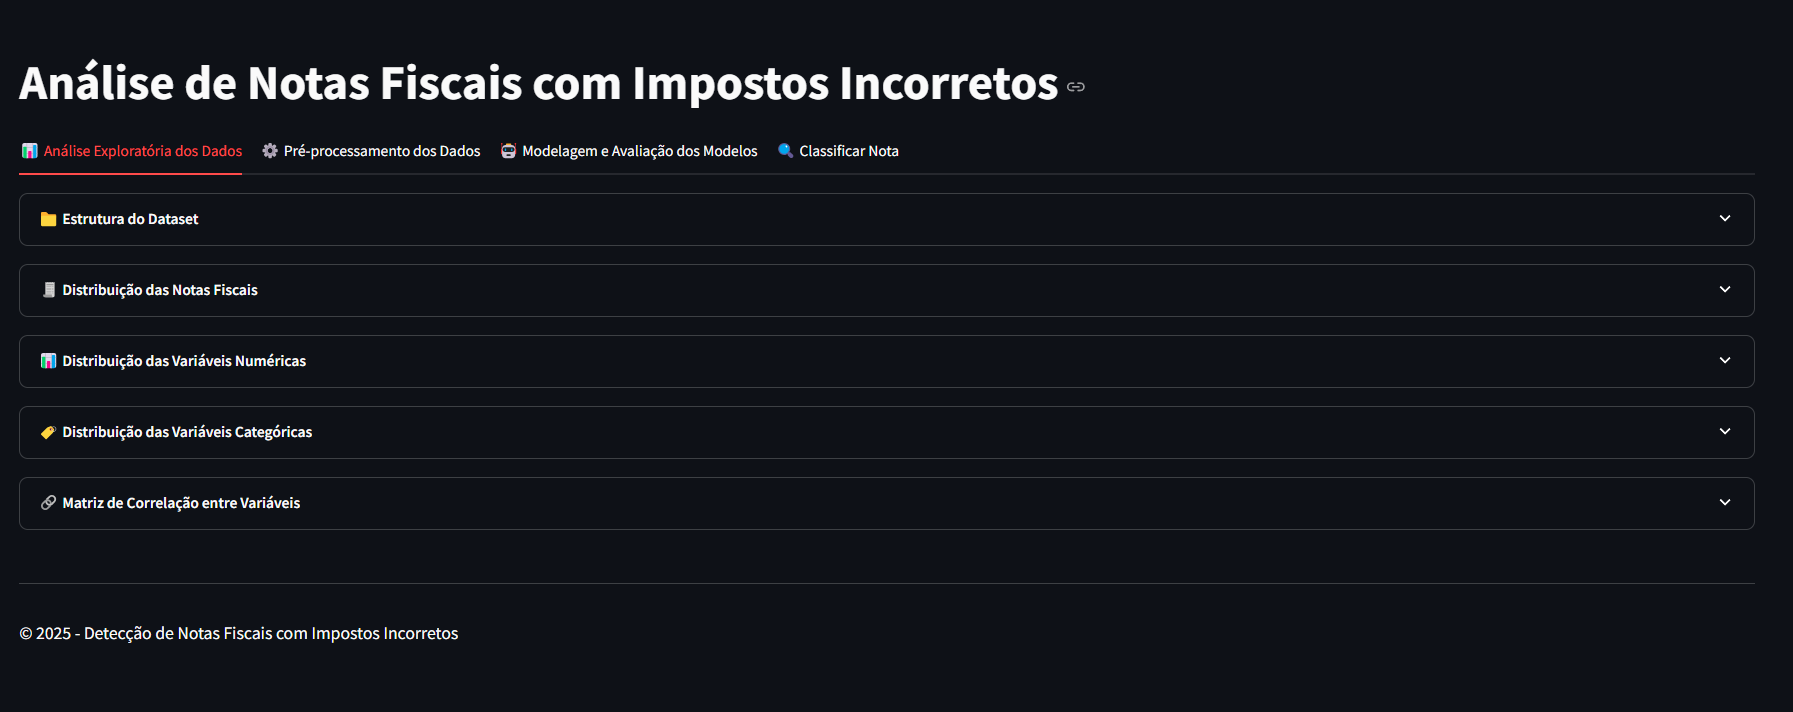 Análise de Notas Fiscais com Impostos Incorretos
Análise Exploratória dos Dados Pré-processamento dos Dados Modelagem e Avaliação dos Modelos Classificar Nota
Estrutura do Dataset
Distribuição das Notas Fiscais
Distribuição das Variáveis Numéricas
Distribuição das Variáveis Categóricas
Matriz de Correlação entre Variáveis
© 2025 - Detecção de Notas Fiscais com Impostos Incorretos